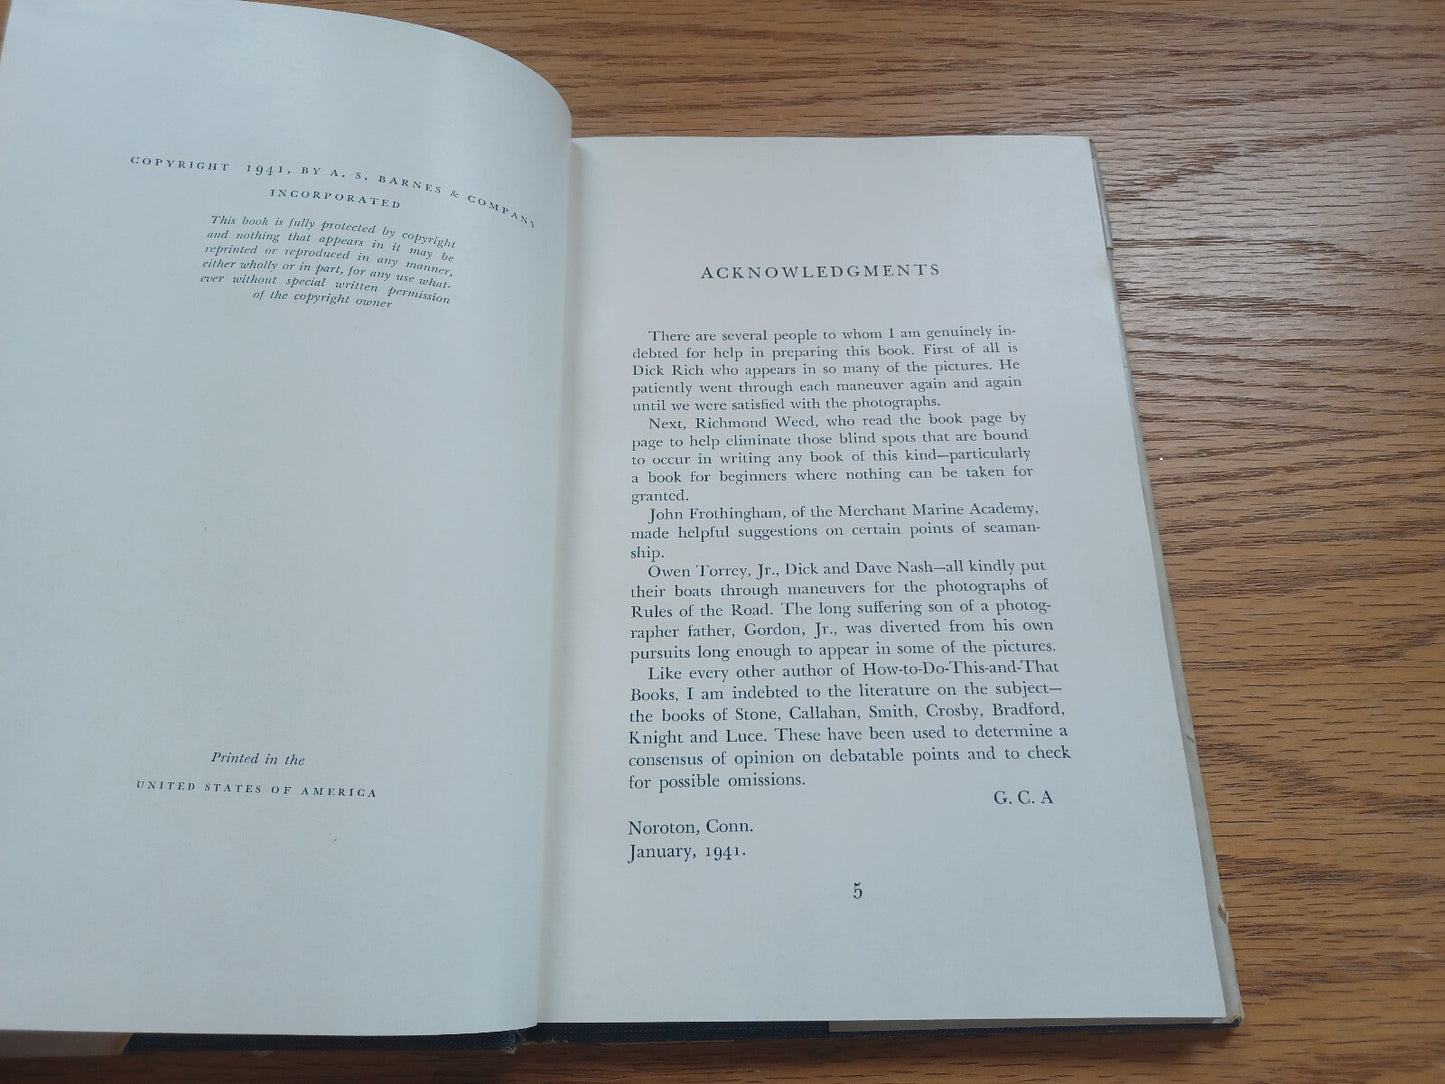 COPYRIGHT 1941, BY A. S. BARNES & COMPANY
INCORPORATED
This book is fully protected by copyright
and nothing that appears in it may be
reprinted or reproduced in any manner,
either wholly or in part, for any use what-
ever without special written permission
of the copyright owner
Printed in the
UNITED STATES OF AMERICA
ACKNOWLEDGMENTS
There are several people to whom I am genuinely in-
debted for help in preparing this book. First of all is
Dick Rich who appears in so many of the pictures. He
patiently went through each maneuver again and again
until we were satisfied with the photographs.
Next, Richmond Weed, who read the book page by
page to help eliminate those blind spots that are bound
to occur in writing any book of this kind—particularly
a book for beginners where nothing can be taken for
granted.
John Frothingham, of the Merchant Marine Academy,
made helpful suggestions on certain points of seaman-
ship.
Owen Torrey, Jr., Dick and Dave Nash—all kindly put
their boats through maneuvers for the photographs of
Rules of the Road. The long suffering son of a photog-
rapher father, Gordon, Jr., was diverted from his own
pursuits long enough to appear in some of the pictures.
Like every other author of How-to-Do-This-and-That
Books, I am indebted to the literature on the subject—
the books of Stone, Callahan, Smith, Crosby, Bradford,
Knight and Luce. These have been used to determine a
consensus of opinion on debatable points and to check
for possible omissions.
G. C. A
Noroton, Conn.
January, 1941.
5